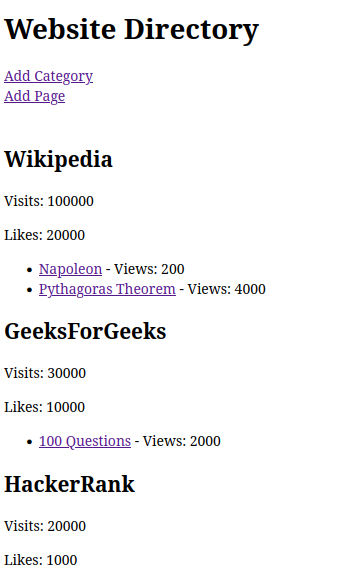 Website Directory
Add Category
Add Page
Wikipedia
Visits: 100000
Likes: 20000
Napoleon - Views: 200
Pythagoras Theorem - Views: 4000
GeeksForGeeks
Visits: 30000
Likes: 10000
100 Questions - Views: 2000
HackerRank
Visits: 20000
Likes: 1000